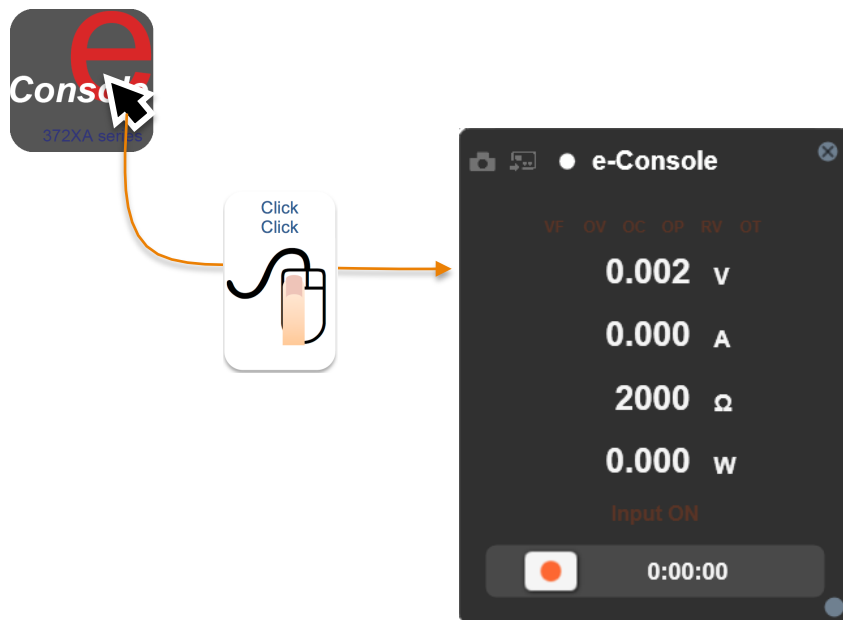 e
Console
372XA series
Click
Click
e-Console
VF OV OC OP RV OT
0.002 V
0.000 A
2000 Ω
0.000 W
Input ON
0:00:00